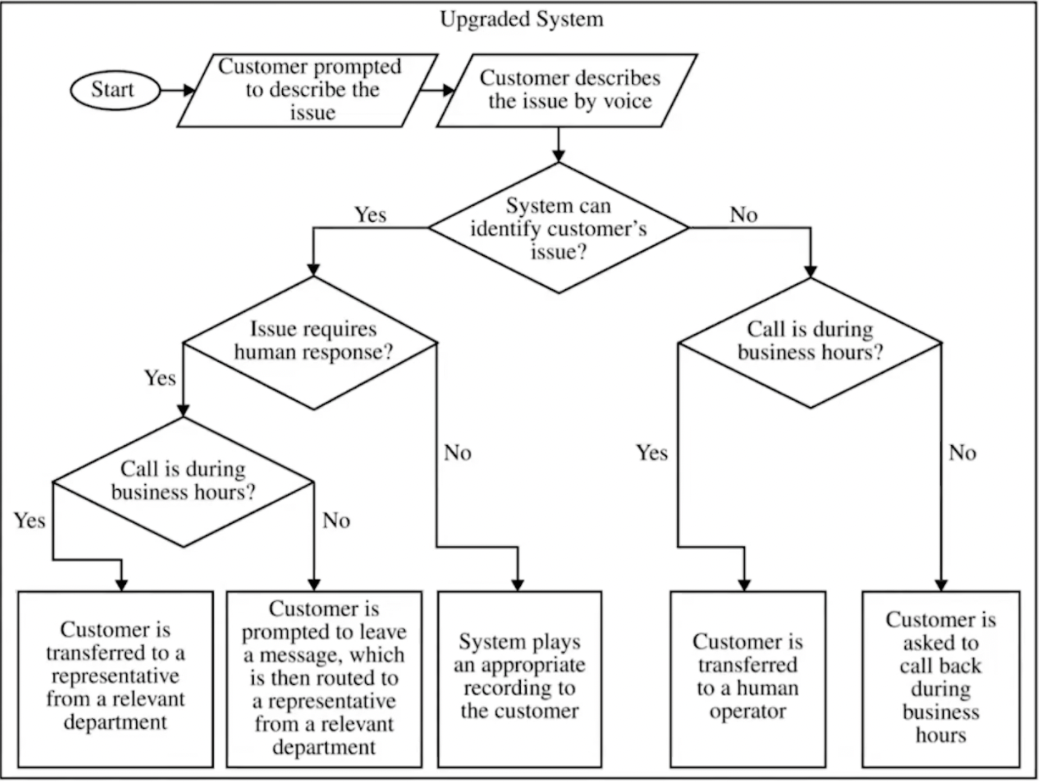 Upgraded System
Start
Customer prompted
to describe the
issue
Customer describes
the issue by voice
System can
identify customer's
issue?
Yes
No
Issue requires
human response?
Call is during
business hours?
Yes
No
Yes
No
Call is during
business hours?
Yes
No
Customer is
transferred to a
representative
from a relevant
department
Customer is
prompted to leave
a message, which
is then routed to
a representative
from a relevant
department
System plays
an appropriate
recording to
the customer
Customer is
transferred
to a human
operator
Customer is
asked to
call back
during
business
hours